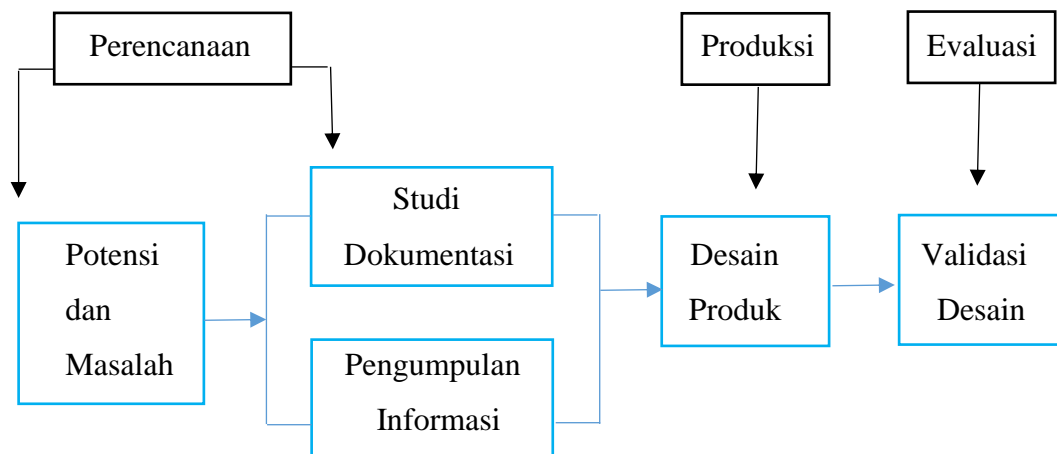 Perencanaan
Produksi
Evaluasi
Studi
Dokumentasi
Potensi
dan
Masalah
Pengumpulan
Informasi
Desain
Produk
Validasi
Desain